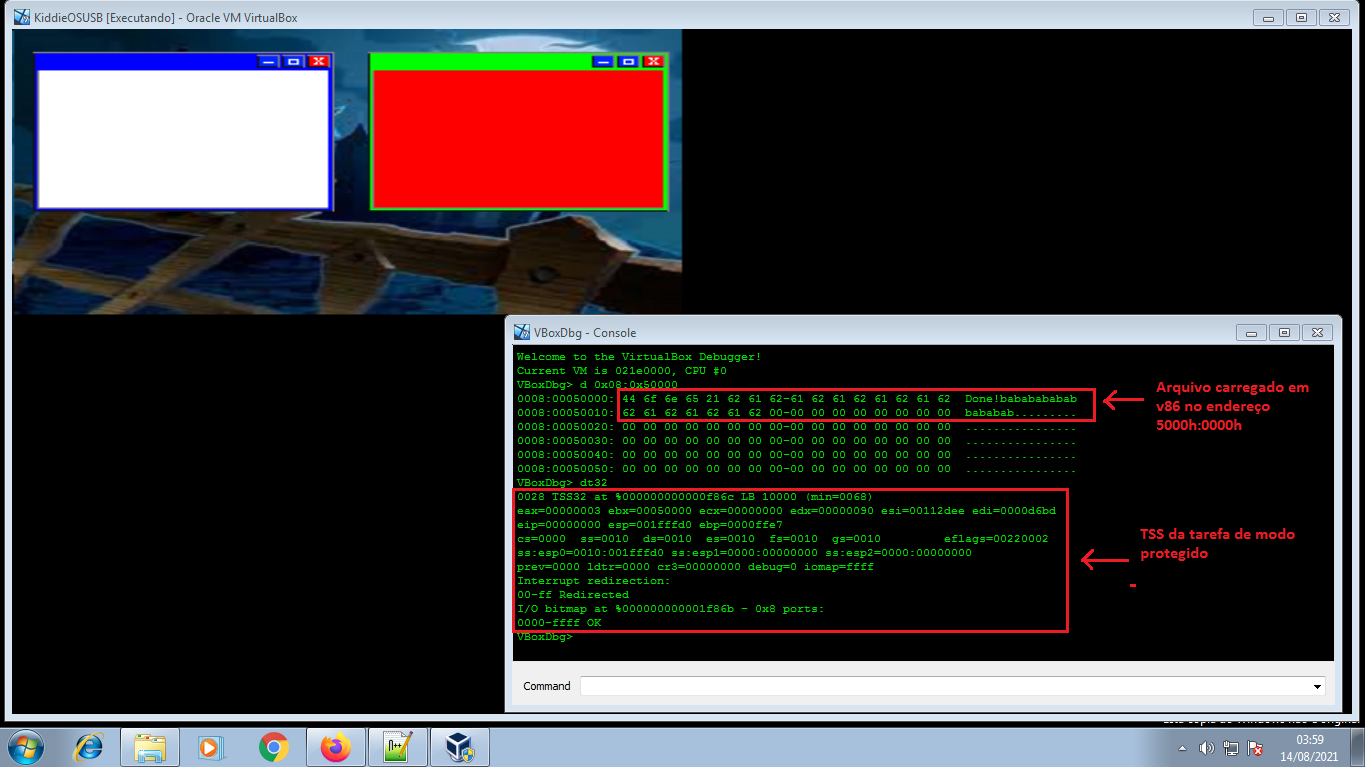 KiddieOSUSB [Executando] - Oracle VM VirtualBox
VBoxDbg - Console
Welcome to the VirtualBox Debugger!
Current VM is 021e0000, CPU #0
VBoxDbg> d 0x08:0x50000
0008:00050000: 44 6f 6e 65 21 62 61 62-61 62 61 62 61 62 61 62 Done!babababababab
0008:00050010: 62 61 62 61 62 61 62 00-00 00 00 00 00 00 00 00 bababab.........
0008:00050020: 00 00 00 00 00 00 00 00-00 00 00 00 00 00 00 00 ................
0008:00050030: 00 00 00 00 00 00 00 00-00 00 00 00 00 00 00 00 ................
0008:00050040: 00 00 00 00 00 00 00 00-00 00 00 00 00 00 00 00 ................
0008:00050050: 00 00 00 00 00 00 00 00-00 00 00 00 00 00 00 00 ................
VBoxDbg> dt32
0028 TSS32 at %000000000000f86c LB 10000 (min=0068)
eax=00000003 ebx=00050000 ecx=00000000 edx=00000090 esi=00112dee edi=0000d6bd
eip=00000000 esp=001fffd0 ebp=0000ffe7
cs=0000 ss=0010 ds=0010 es=0010 fs=0010 gs=0010 eflags=00220002
ss:esp0=0010:001fffd0 ss:esp1=0000:00000000 ss:esp2=0000:00000000
prev=0000 ldtr=0000 cr3=00000000 debug=0 iomap=ffff
Interrupt redirection:
00-ff Redirected
I/O bitmap at %000000000001f86b - 0x8 ports:
0000-ffff OK
VBoxDbg>
Arquivo carregado em
v86 no endereço
5000h:0000h
TSS da tarefa de modo
protegido
Command
03:59
14/08/2021